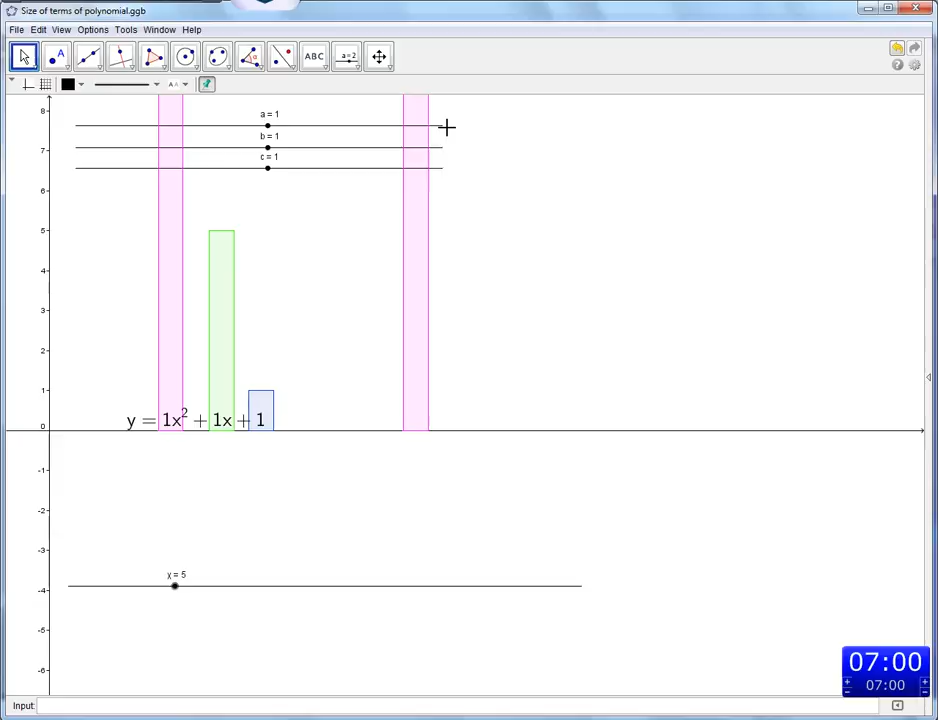 Size of terms of polynomial.ggb
File Edit View Options Tools Window Help
A ABC a=2
A A
8
7
6
5
4
3
2
1
0
-1
-2
-3
-4
-5
-6
a = 1
b = 1
c = 1
y = 1x² + 1x + 1
x = 5
07:00
07:00
Input: